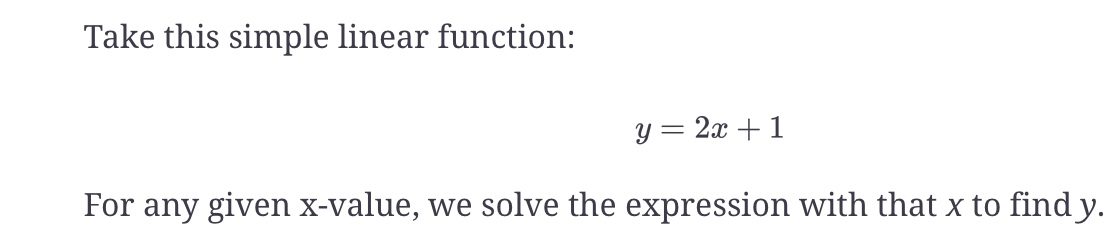 Take this simple linear function:
y = 2x + 1
For any given x-value, we solve the expression with that x to find y.